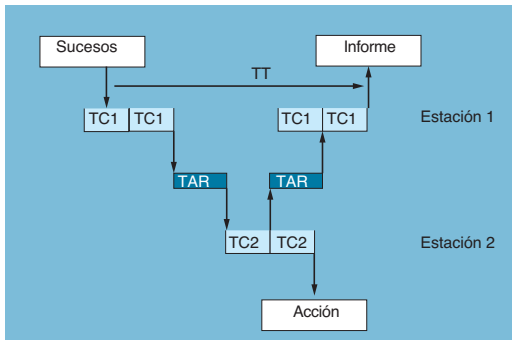 Sucesos
Informe
TT
TC1 TC1
TC1 TC1
Estación 1
TAR
TAR
TC2 TC2
Estación 2
Acción